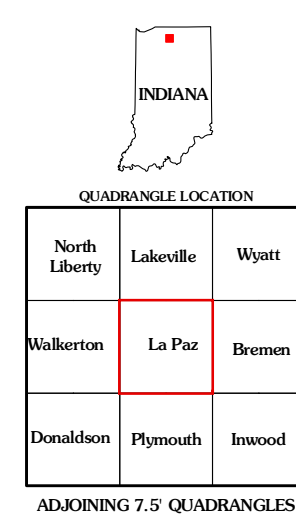 INDIANA
QUADRANGLE LOCATION
North
Liberty
Lakeville
Wyatt
Walkerton
La Paz
Bremen
Donaldson
Plymouth
Inwood
ADJOINING 7.5' QUADRANGLES